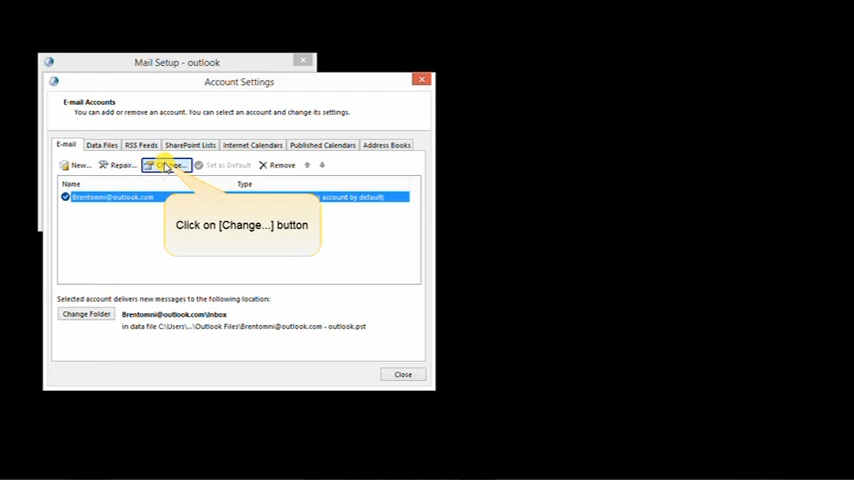 Mail Setup - outlook
Account Settings
E-mail Accounts
You can add or remove an account. You can select an account and change its settings.
E-mail Data Files RSS Feeds SharePoint Lists Internet Calendars Published Calendars Address Books
New... Repair... Change... Set as Default Remove
Name Type
Brentomni@outlook.com account by default)
Click on [Change...] button
Selected account delivers new messages to the following location:
Change Folder Brentomni@outlook.com\Inbox
in data file C:\Users\...\Outlook Files\Brentomni@outlook.com - outlook.pst
Close